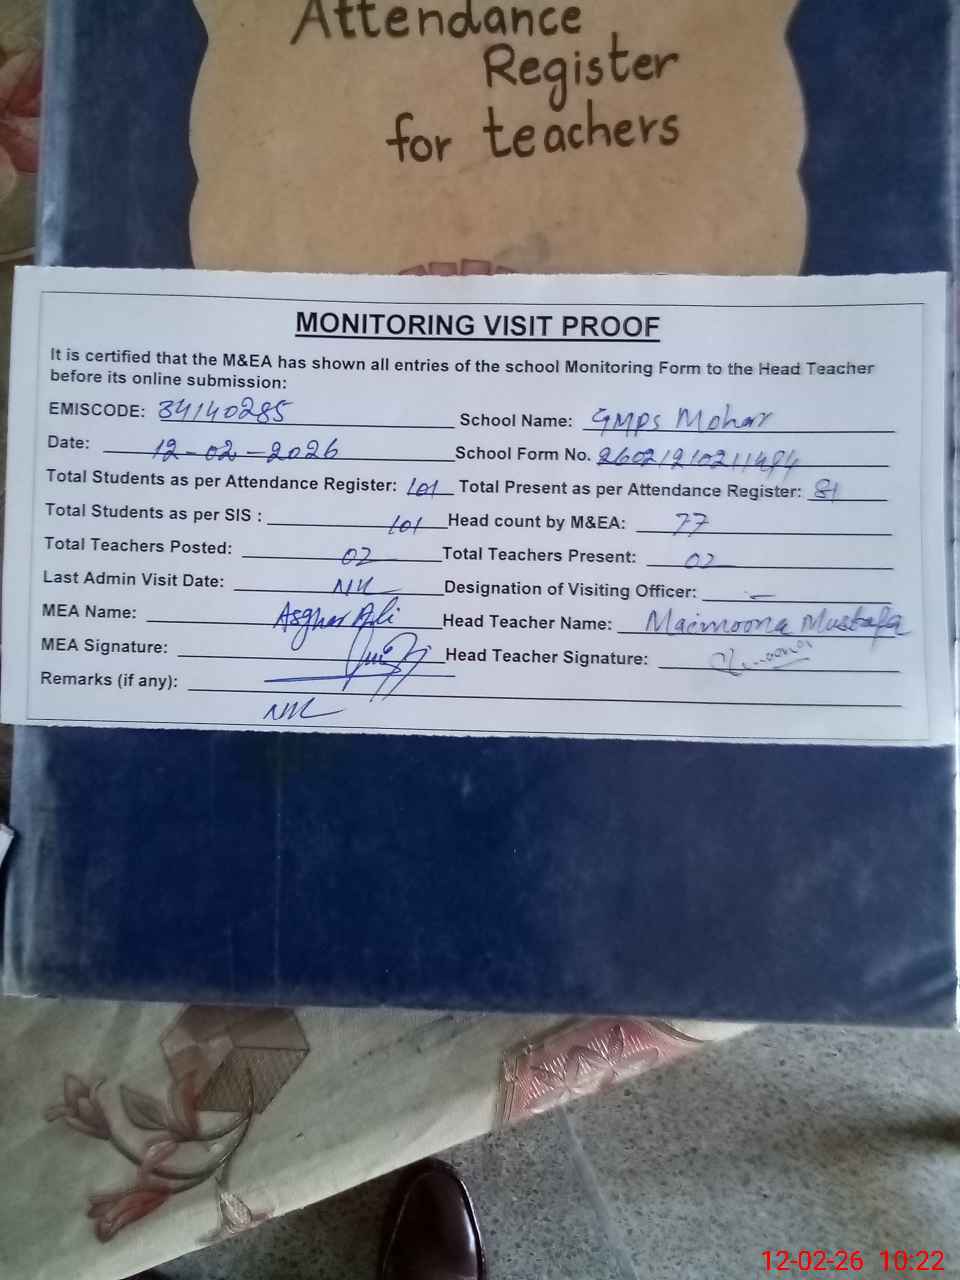 Attendance
Register
for teachers
MONITORING VISIT PROOF
It is certified that the M&EA has shown all entries of the school Monitoring Form to the Head Teacher
before its online submission:
EMISCODE: 34140285 School Name: GMPS Mohar
Date: 12-02-2026 School Form No.
Total Students as per Attendance Register: 101 Total Present as per Attendance Register: 81
Total Students as per SIS : 101 Head count by M&EA: 77
Total Teachers Posted: 02 Total Teachers Present: 02
Last Admin Visit Date: Nil Designation of Visiting Officer: —
MEA Name: Asghar Ali Head Teacher Name: Maimoona Mustafa
MEA Signature: Head Teacher Signature:
Remarks (if any):
Nil
12-02-26 10:22